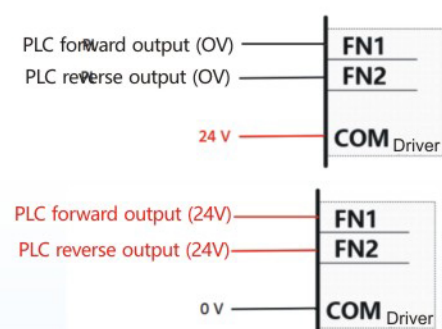 PLC forward output (OV)
FN1
PLC reverse output (OV)
FN2
24 V
COM
Driver
PLC forward output (24V)
FN1
PLC reverse output (24V)
FN2
0 V
COM
Driver